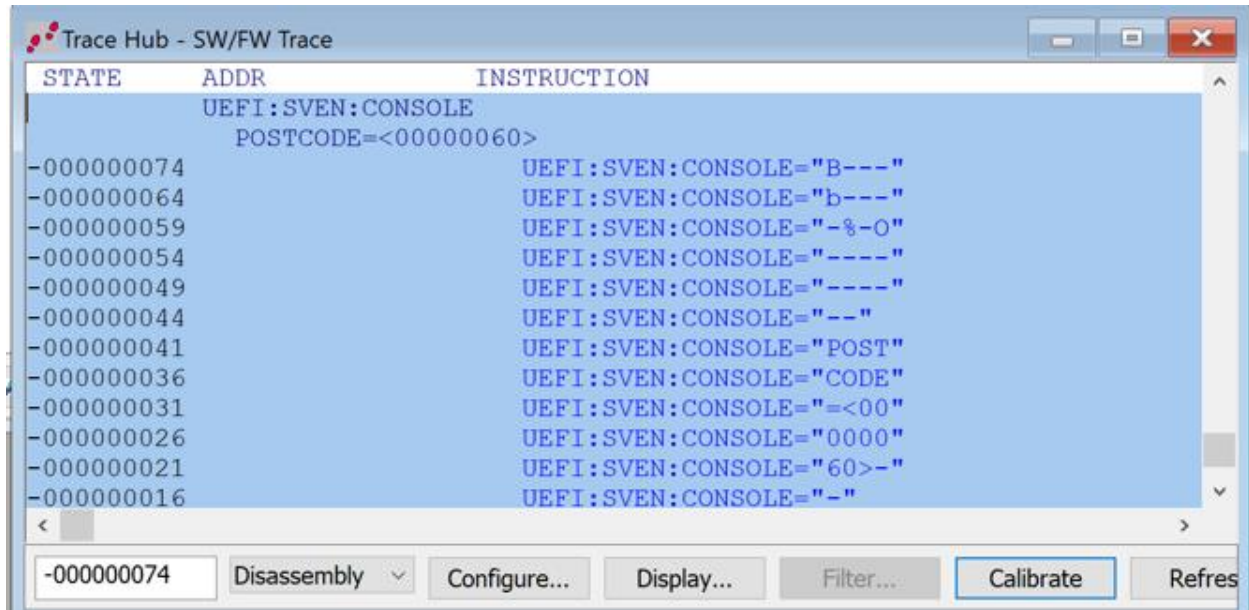 Trace Hub - SW/FW Trace
STATE ADDR INSTRUCTION
UEFI:SVEN:CONSOLE
POSTCODE=<00000060>
-000000074 UEFI:SVEN:CONSOLE="B---"
-000000064 UEFI:SVEN:CONSOLE="b---"
-000000059 UEFI:SVEN:CONSOLE="-%-O"
-000000054 UEFI:SVEN:CONSOLE="----"
-000000049 UEFI:SVEN:CONSOLE="----"
-000000044 UEFI:SVEN:CONSOLE="--"
-000000041 UEFI:SVEN:CONSOLE="POST"
-000000036 UEFI:SVEN:CONSOLE="CODE"
-000000031 UEFI:SVEN:CONSOLE="=<00"
-000000026 UEFI:SVEN:CONSOLE="0000"
-000000021 UEFI:SVEN:CONSOLE="60>-"
-000000016 UEFI:SVEN:CONSOLE="-"
-000000074 Disassembly Configure... Display... Filter... Calibrate Refres